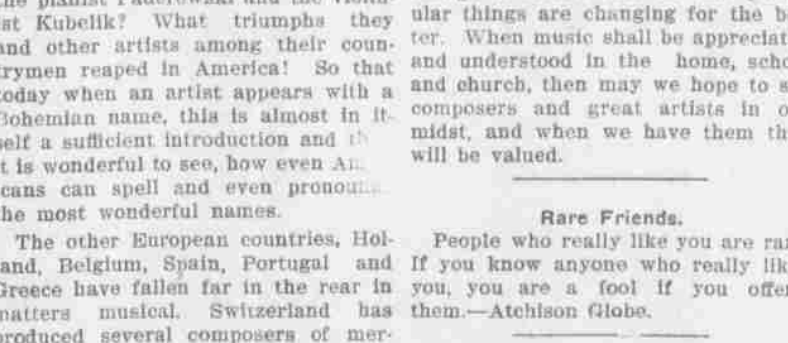 the pianist Paderewski and the violin-
ist Kubelik? What triumphs they
and other artists among their coun-
trymen reaped in America! So that
today when an artist appears with a
Bohemian name, this is almost in it-
self a sufficient introduction and
it is wonderful to see, how even
cans can spell and even
the most wonderful names.
The other European countries, Hol-
land, Belgium, Spain, Portugal and
Greece have fallen far in the rear in
matters musical. Switzerland has
produced several composers of mer-
ular things are changing for the
ter. When music shall be
and understood in the home,
and church, then may we hope to
composers and great artists in
midst, and when we have them
will be valued.
Rare Friends.
People who really like you are
If you know anyone who really
you, you are a fool if you
them.—Atchison Globe.